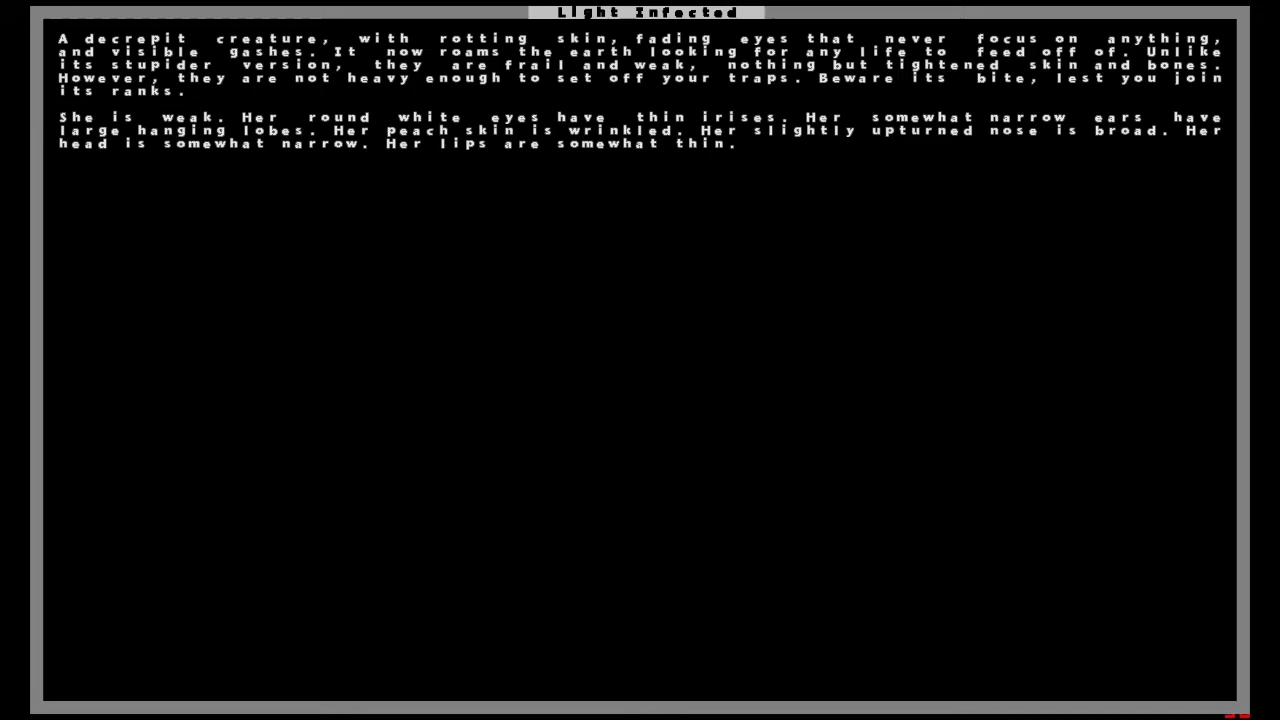 Light Infected
A decrepit creature, with rotting skin, fading eyes that never focus on anything,
and visible gashes. It now roams the earth looking for any life to feed off of. Unlike
its stupider version, they are frail and weak, nothing but tightened skin and bones.
However, they are not heavy enough to set off your traps. Beware its bite, lest you join
its ranks.
She is weak. Her round white eyes have thin irises. Her somewhat narrow ears have
large hanging lobes. Her peach skin is wrinkled. Her slightly upturned nose is broad. Her
head is somewhat narrow. Her lips are somewhat thin.